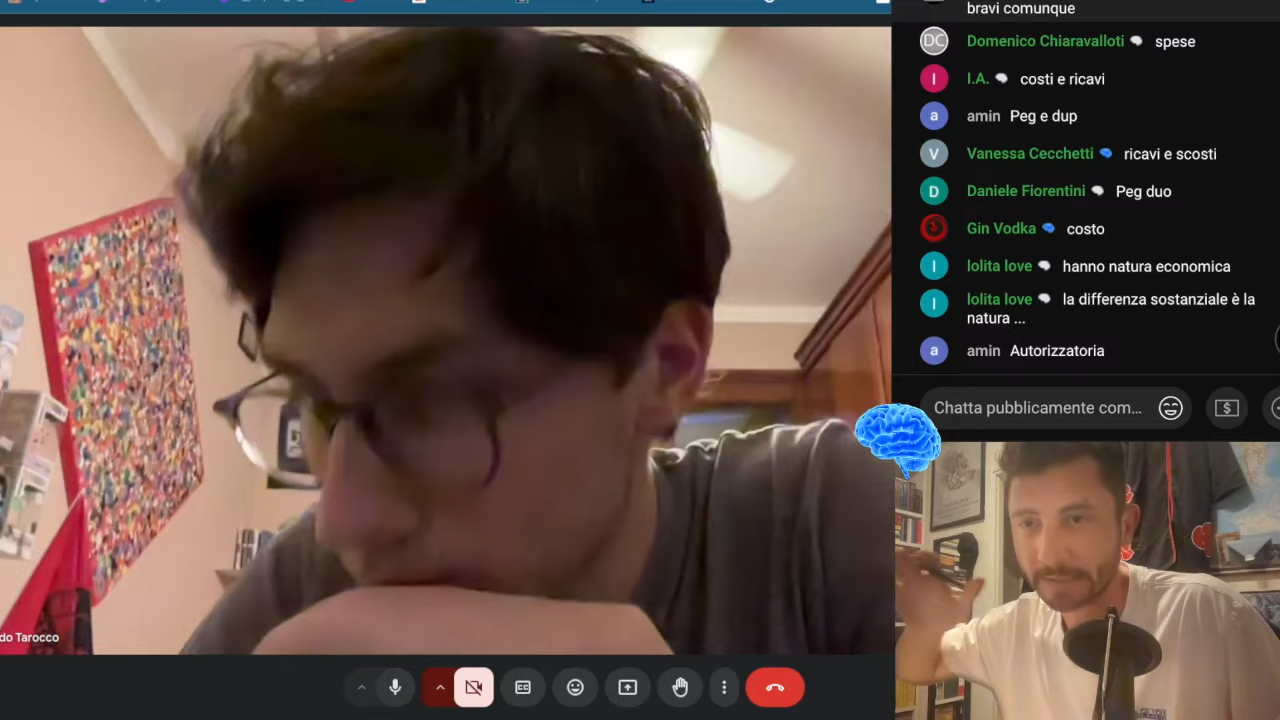 bravi comunque
DC Domenico Chiaravalloti spese
I I.A. costi e ricavi
a amin Peg e dup
V Vanessa Cecchetti ricavi e scosti
D Daniele Fiorentini Peg duo
Gin Vodka costo
l lolita love hanno natura economica
l lolita love la differenza sostanziale è la
natura ...
a amin Autorizzatoria
Chatta pubblicamente com...
do Tarocco
CC